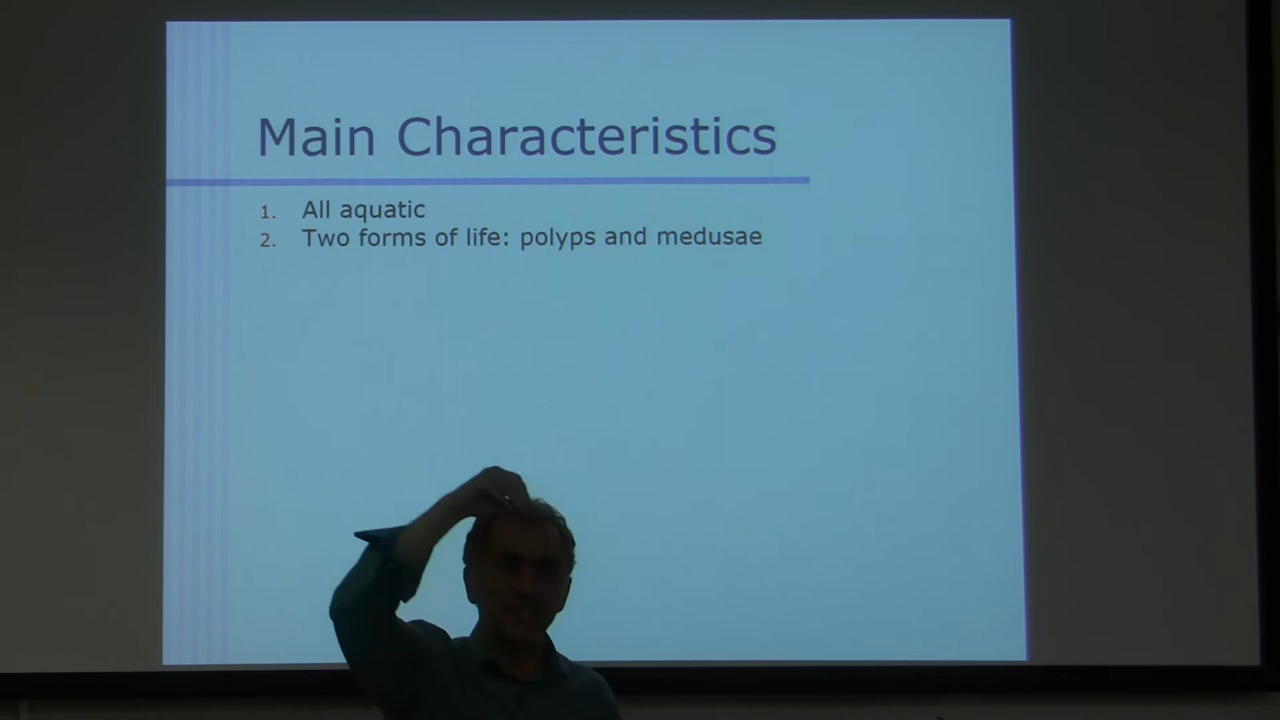 Main Characteristics
1. All aquatic
2. Two forms of life: polyps and medusae